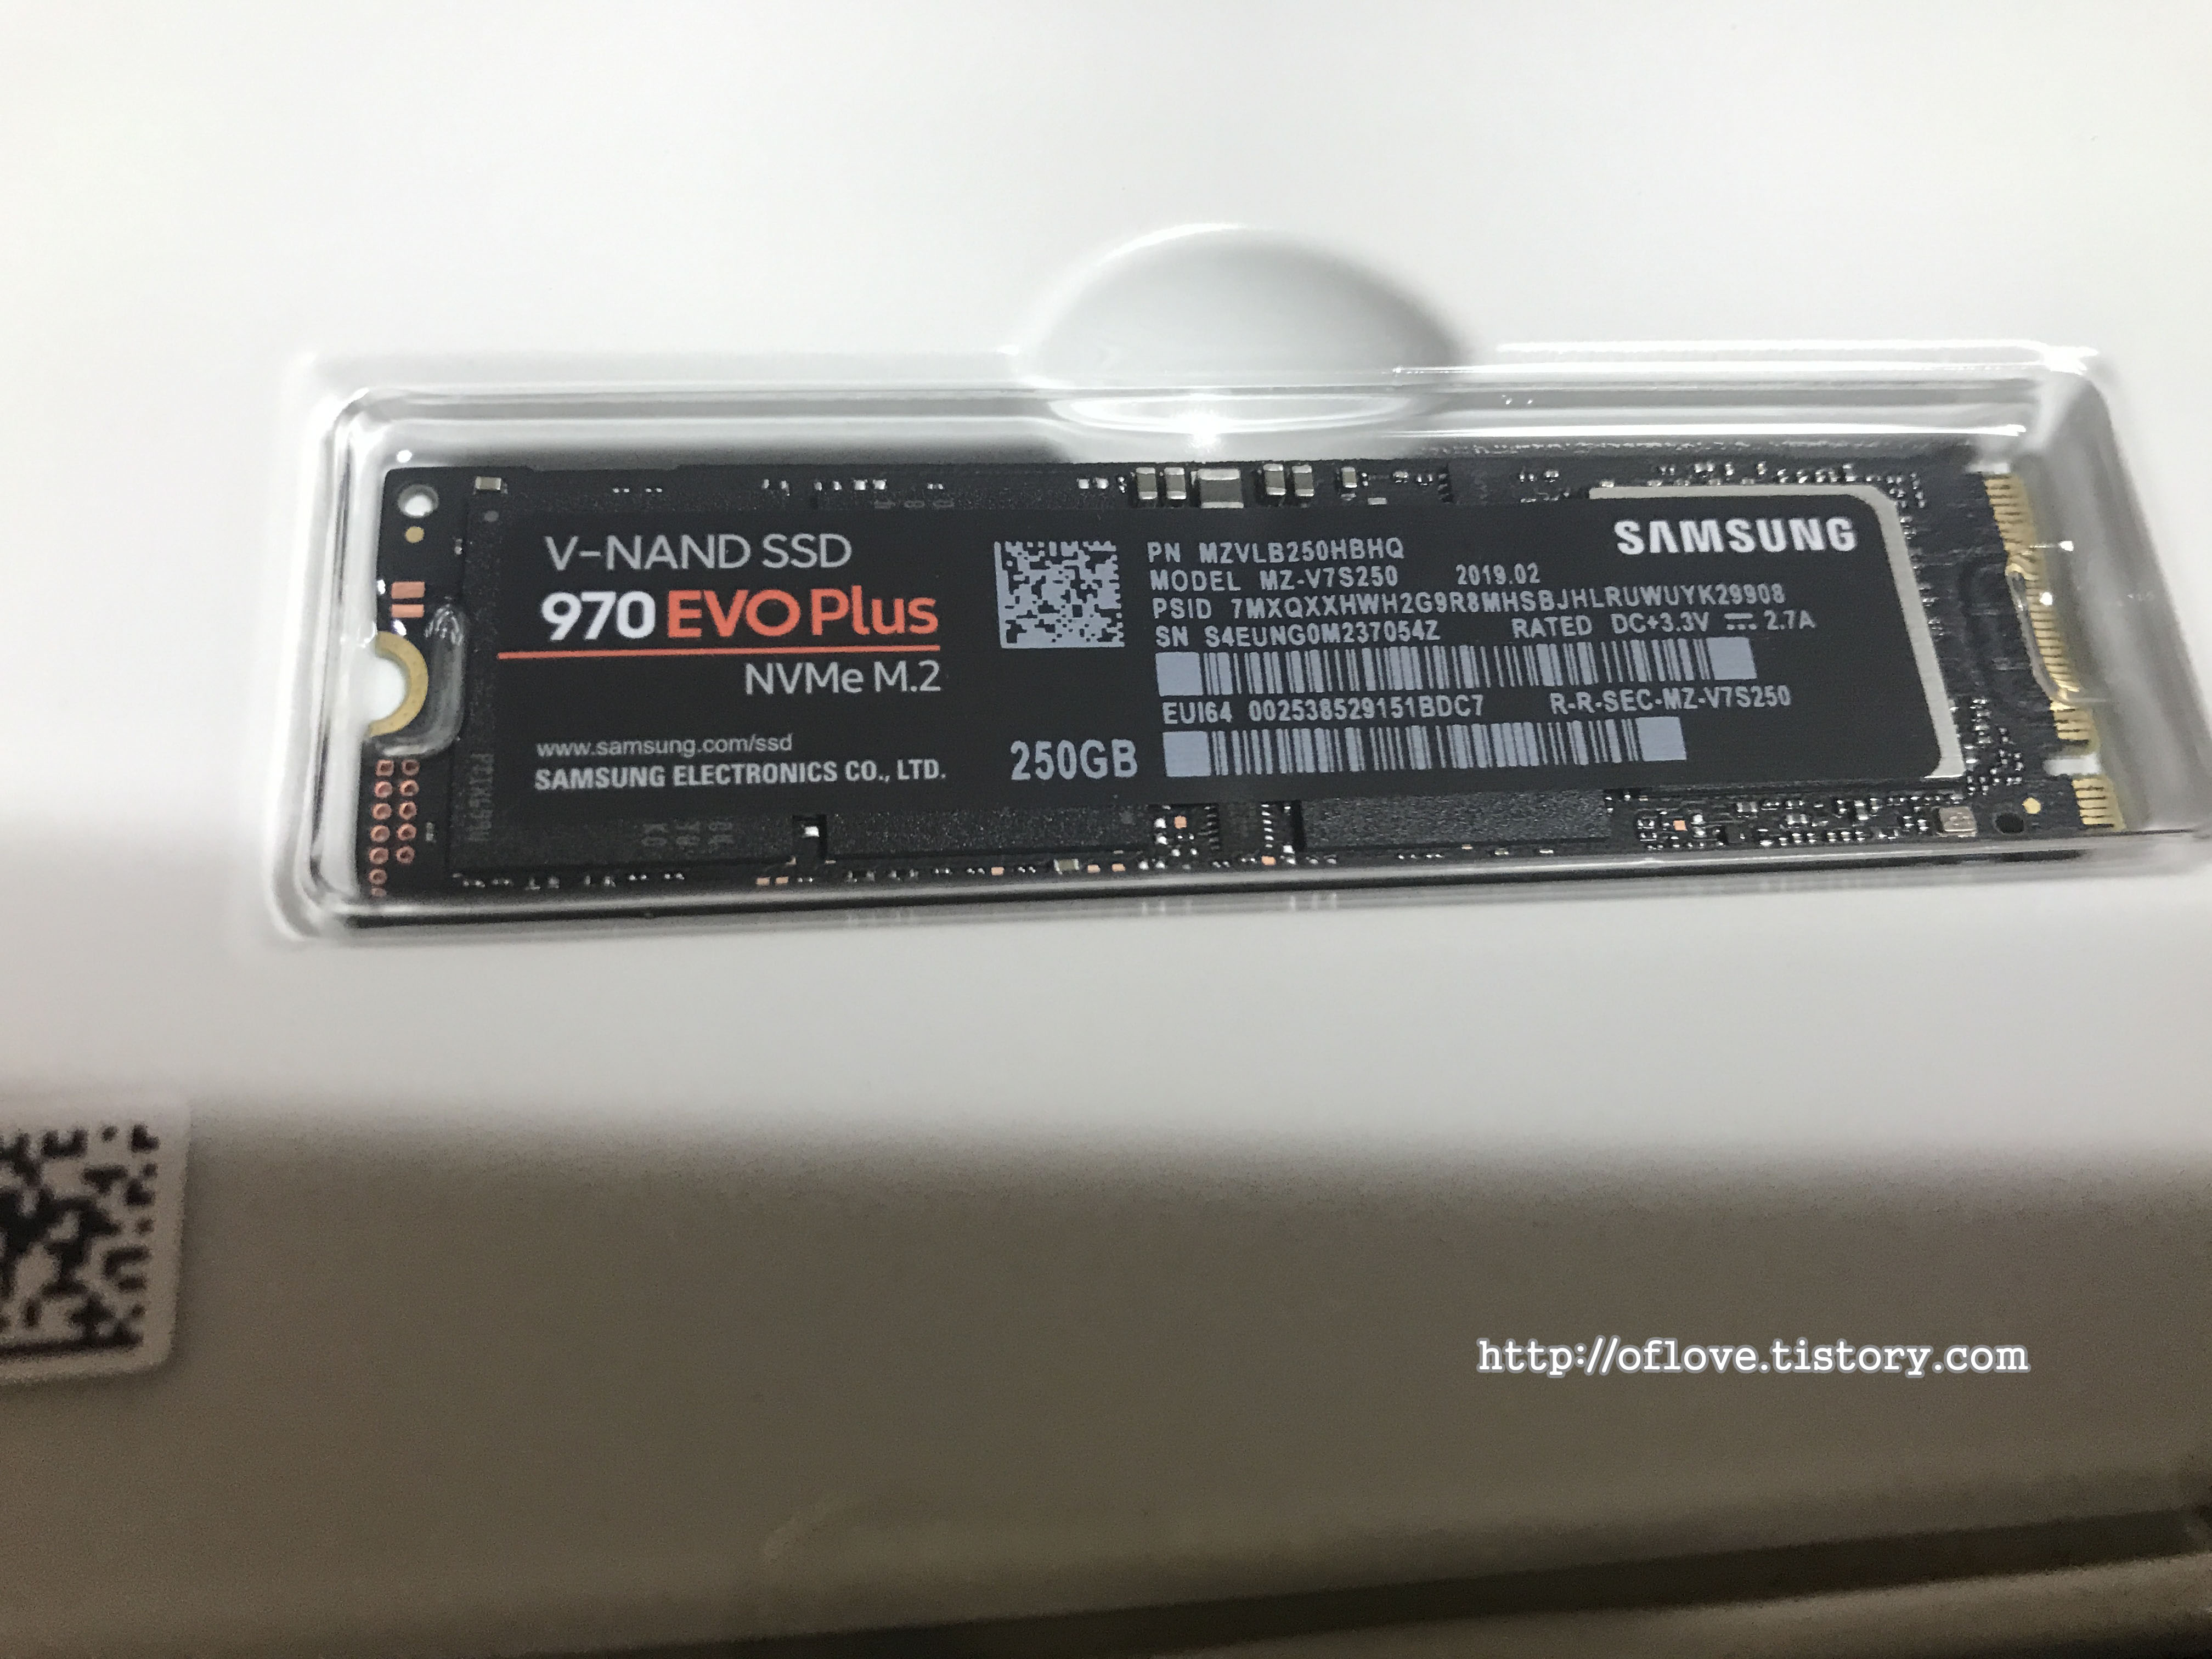 V-NAND SSD
970 EVO Plus
NVMe M.2
www.samsung.com/ssd
SAMSUNG ELECTRONICS CO., LTD.
250GB
SAMSUNG
PN MZVLB250HBHQ
MODEL MZ-V7S250 2019.02
PSID 7MXQXXHWH2G9R8MHSBJHLRUWUYK29908
SN S4EUNG0M237054Z RATED DC+3.3V ⎓ 2.7A
EUI64 002538529151BDC7 R-R-SEC-MZ-V7S250
http://oflove.tistory.com